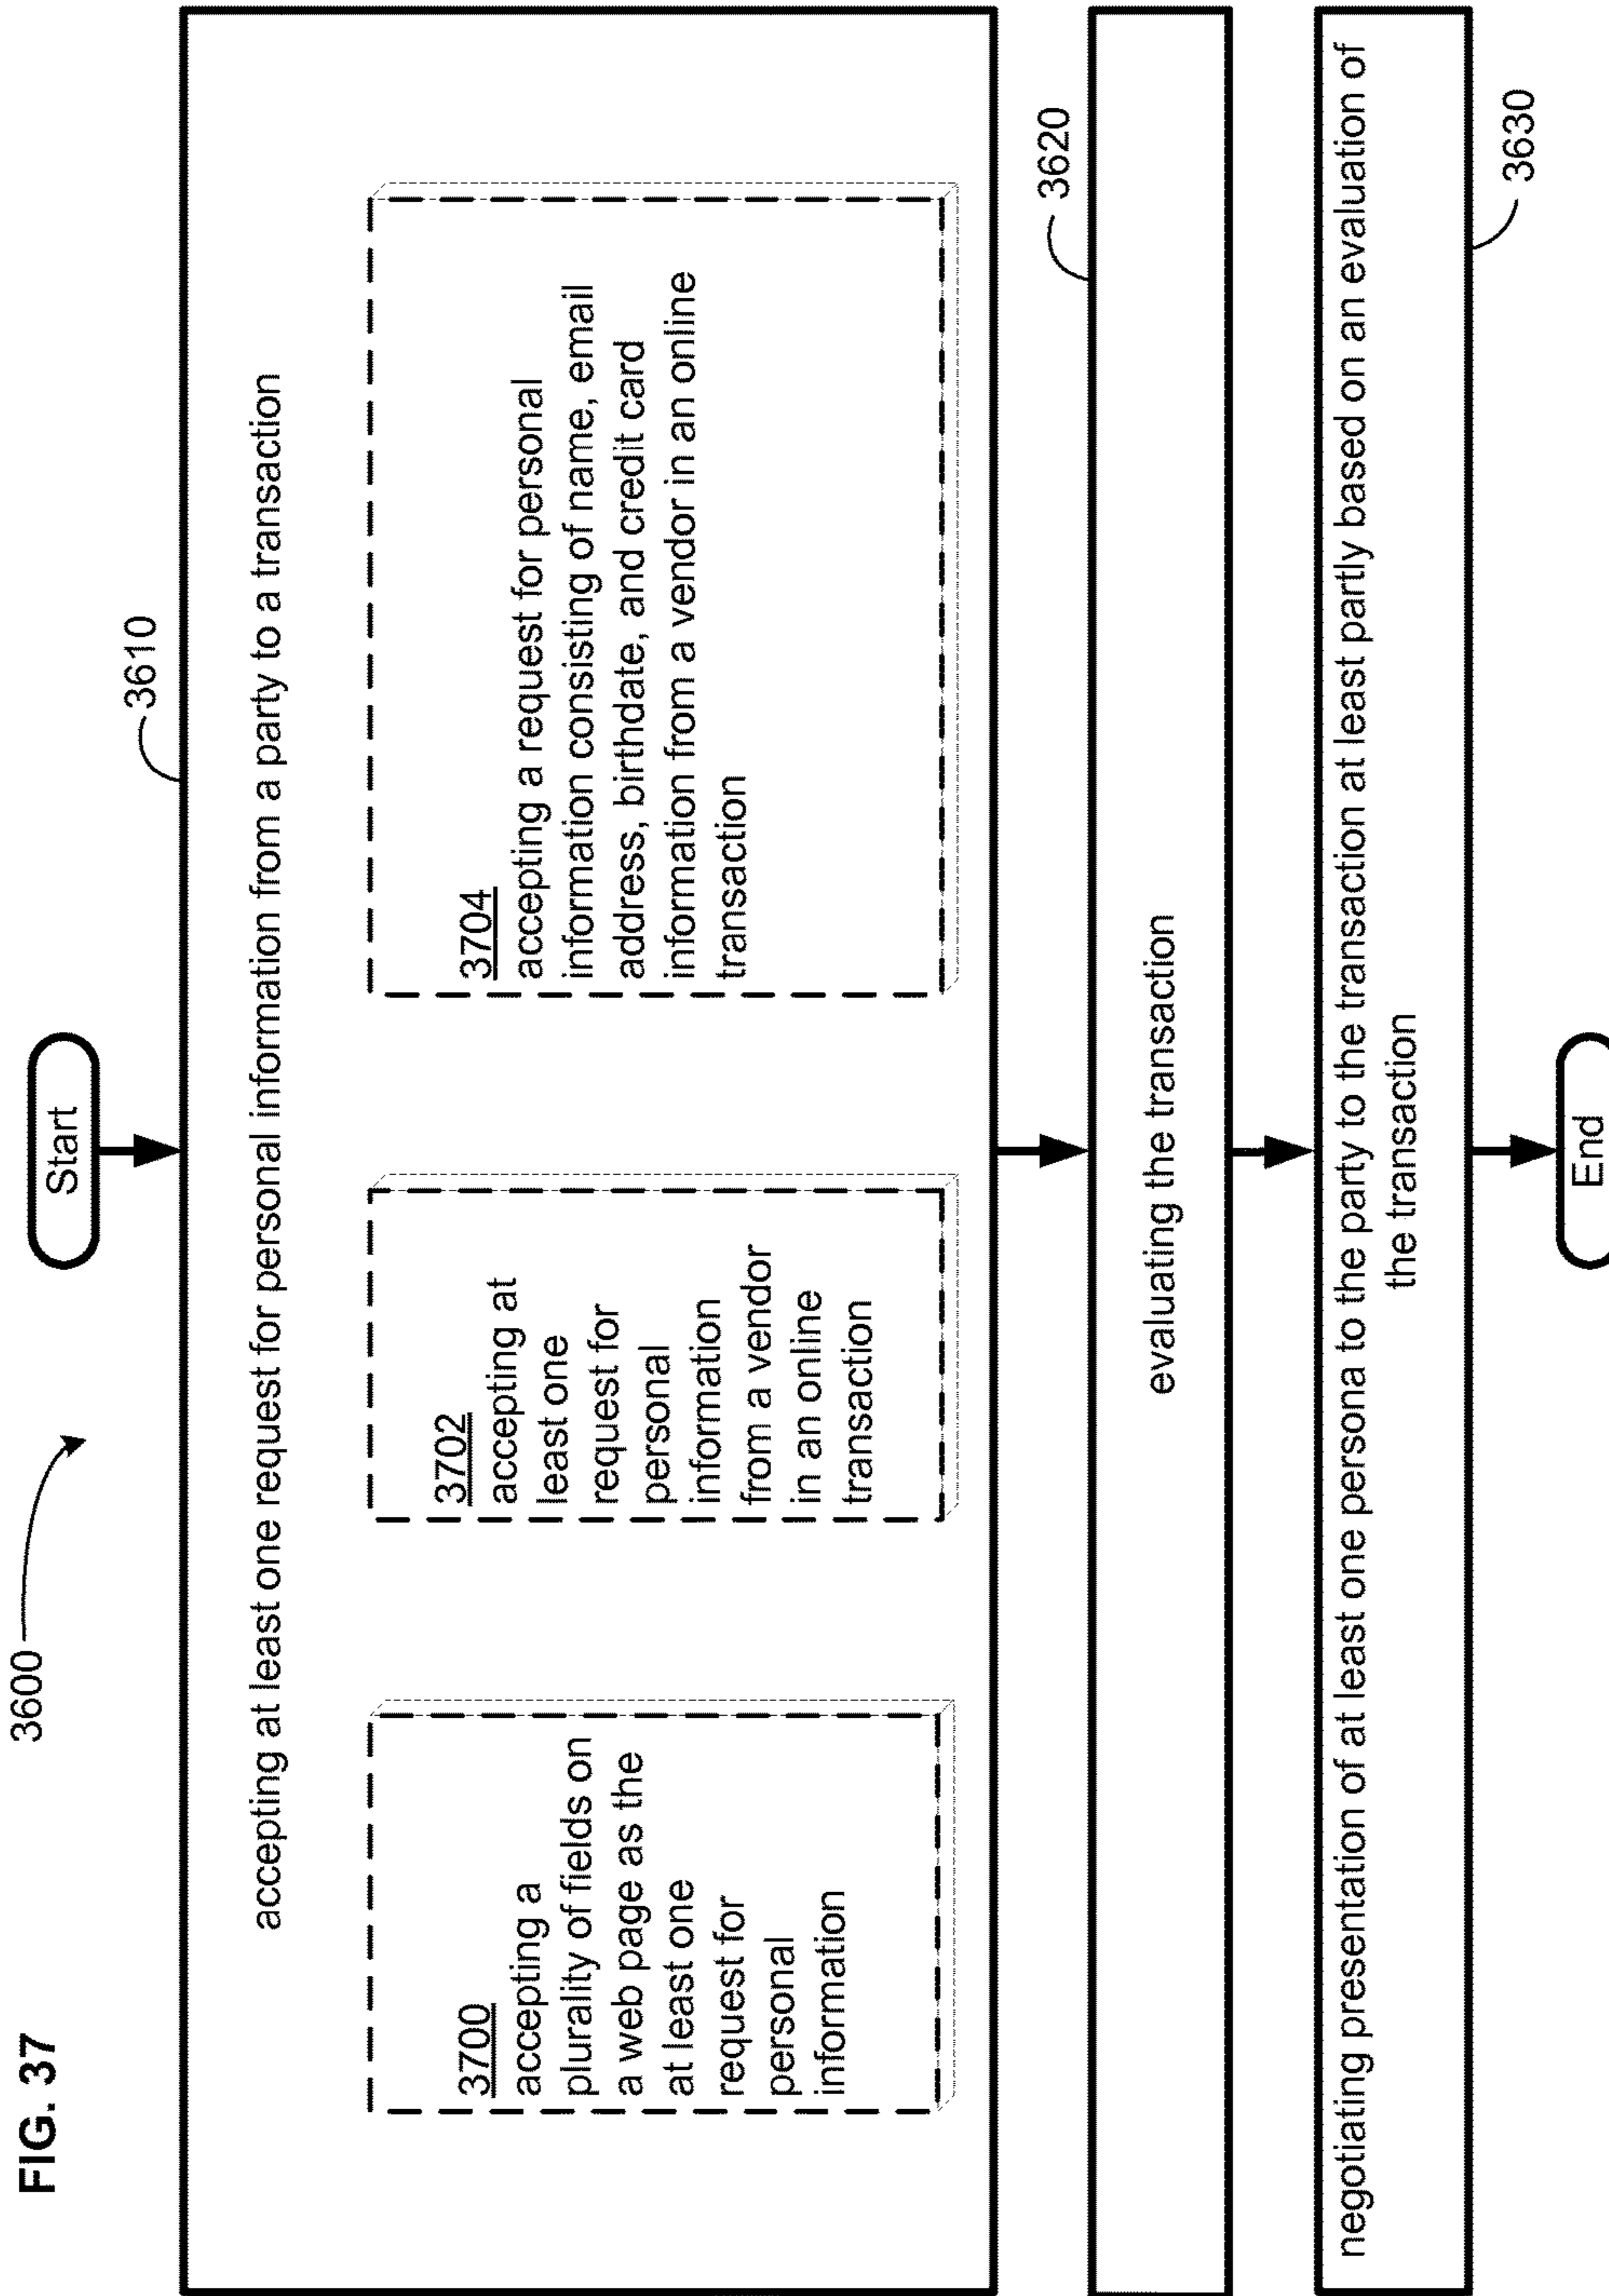 FIG. 37
3600
Start
3610
accepting at least one request for personal information from a party to a transaction
3700
accepting a
plurality of fields on
a web page as the
at least one
request for
personal
information
3702
accepting at
least one
request for
personal
information
from a vendor
in an online
transaction
3704
accepting a request for personal
information consisting of name, email
address, birthdate, and credit card
information from a vendor in an online
transaction
3620
evaluating the transaction
3630
negotiating presentation of at least one persona to the party to the transaction at least partly based on an evaluation of
the transaction
End